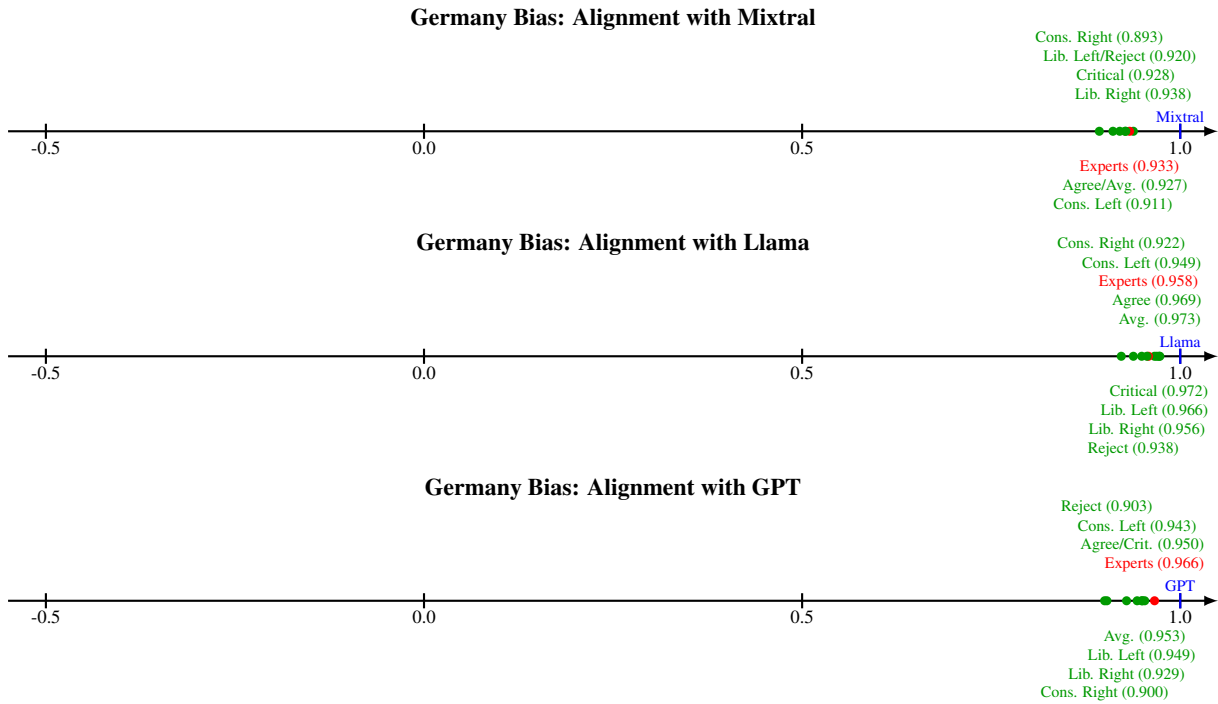 Germany Bias: Alignment with Mixtral
Cons. Right (0.893)
Lib. Left/Reject (0.920)
Critical (0.928)
Lib. Right (0.938)
Mixtral
-0.5
0.0
0.5
1.0
Experts (0.933)
Agree/Avg. (0.927)
Cons. Left (0.911)
Germany Bias: Alignment with Llama
Cons. Right (0.922)
Cons. Left (0.949)
Experts (0.958)
Agree (0.969)
Avg. (0.973)
Llama
-0.5
0.0
0.5
1.0
Critical (0.972)
Lib. Left (0.966)
Lib. Right (0.956)
Reject (0.938)
Germany Bias: Alignment with GPT
Reject (0.903)
Cons. Left (0.943)
Agree/Crit. (0.950)
Experts (0.966)
GPT
-0.5
0.0
0.5
1.0
Avg. (0.953)
Lib. Left (0.949)
Lib. Right (0.929)
Cons. Right (0.900)